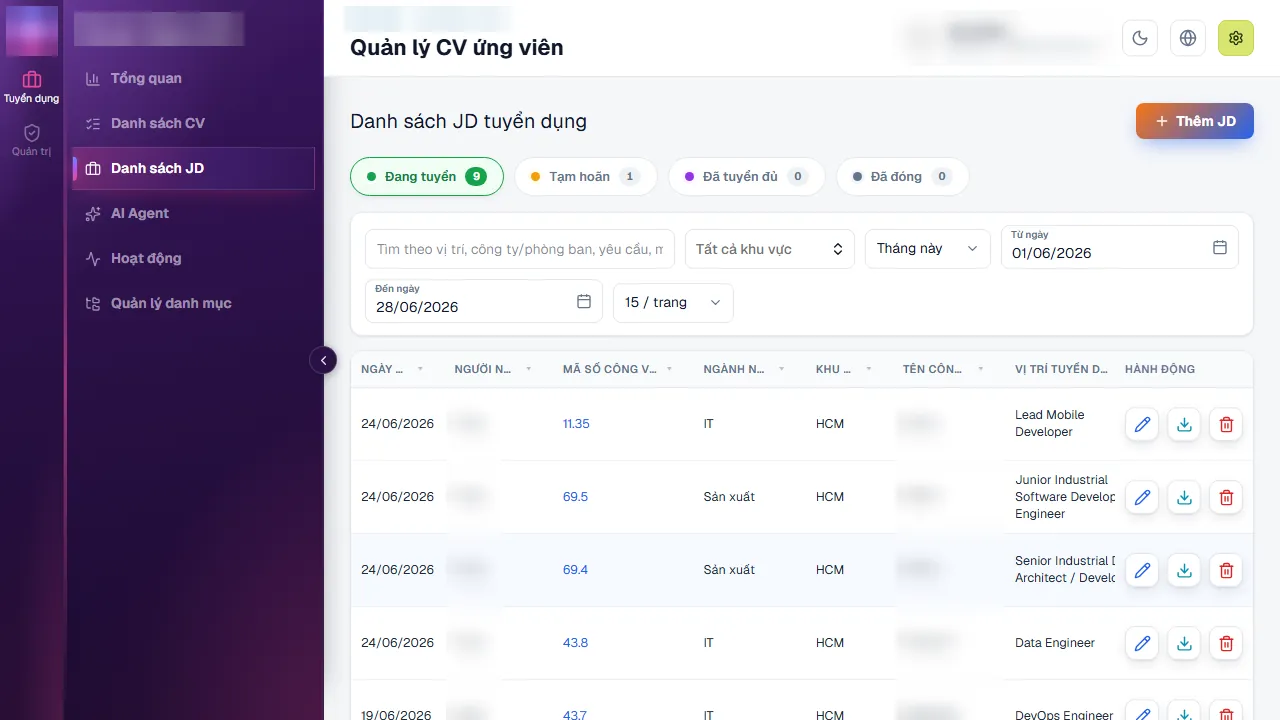 Tuyển dụng
Quản trị
Tổng quan
Danh sách CV
Danh sách JD
AI Agent
Hoạt động
Quản lý danh mục
Quản lý CV ứng viên
Danh sách JD tuyển dụng
Thêm JD
Đang tuyển 9
Tạm hoãn 1
Đã tuyển đủ 0
Đã đóng 0
Tìm theo vị trí, công ty/phòng ban, yêu cầu, m
Tất cả khu vực
Tháng này
Từ ngày
01/06/2026
Đến ngày
28/06/2026
15 / trang
NGÀY ... NGƯỜI N... MÃ SỐ CÔNG V... NGÀNH N... KHU ... TÊN CÔN... VỊ TRÍ TUYỂN D... HÀNH ĐỘNG
24/06/2026 11.35 IT HCM Lead Mobile
Developer
24/06/2026 69.5 Sản xuất HCM Junior Industrial
Software Develop
Engineer
24/06/2026 69.4 Sản xuất HCM Senior Industrial D
Architect / Develo
24/06/2026 43.8 IT HCM Data Engineer
19/06/2026 43.7 IT HCM DevOps Engineer